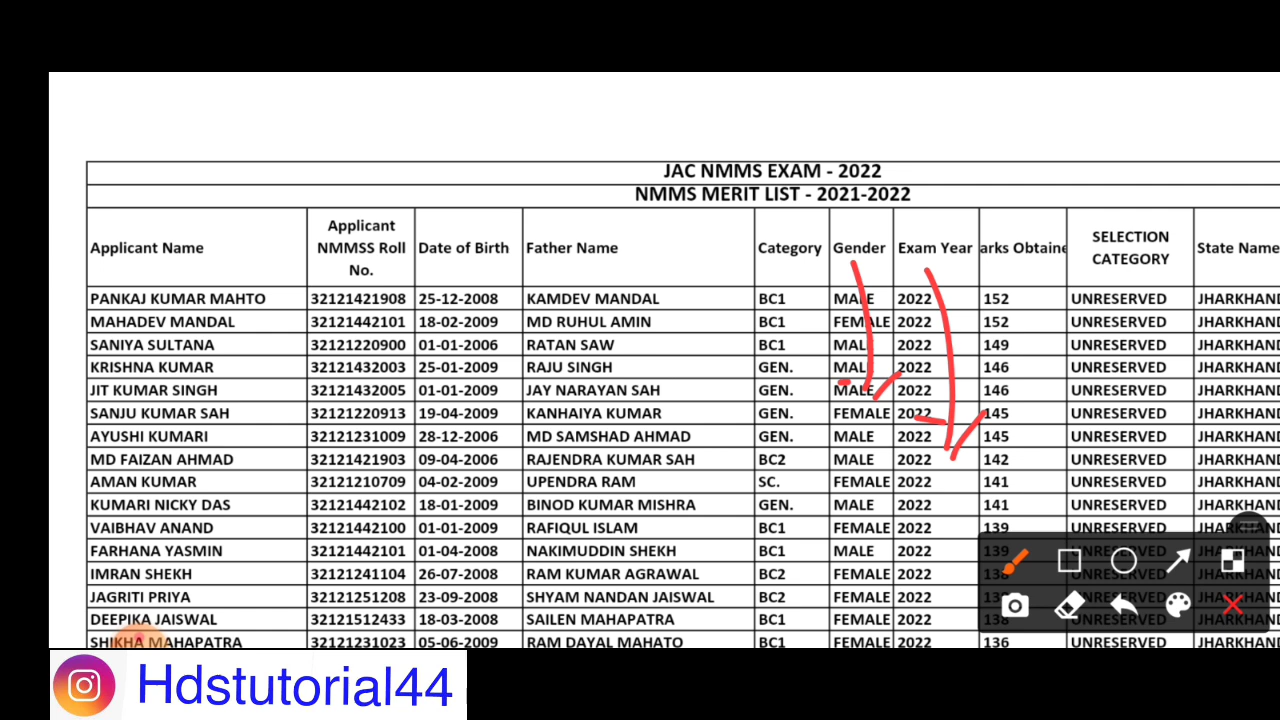 JAC NMMS EXAM - 2022
NMMS MERIT LIST - 2021-2022
Applicant Name Applicant NMMSS Roll No. Date of Birth Father Name Category Gender Exam Year arks Obtaine SELECTION CATEGORY State Name
PANKAJ KUMAR MAHTO 32121421908 25-12-2008 KAMDEV MANDAL BC1 MALE 2022 152 UNRESERVED JHARKHAND
MAHADEV MANDAL 32121442101 18-02-2009 MD RUHUL AMIN BC1 FEMALE 2022 152 UNRESERVED JHARKHAND
SANIYA SULTANA 32121220900 01-01-2006 RATAN SAW BC1 MALE 2022 149 UNRESERVED JHARKHAND
KRISHNA KUMAR 32121432003 25-01-2009 RAJU SINGH GEN. MALE 2022 146 UNRESERVED JHARKHAND
JIT KUMAR SINGH 32121432005 01-01-2009 JAY NARAYAN SAH GEN. MALE 2022 146 UNRESERVED JHARKHAND
SANJU KUMAR SAH 32121220913 19-04-2009 KANHAIYA KUMAR GEN. FEMALE 2022 145 UNRESERVED JHARKHAND
AYUSHI KUMARI 32121231009 28-12-2006 MD SAMSHAD AHMAD GEN. MALE 2022 145 UNRESERVED JHARKHAND
MD FAIZAN AHMAD 32121421903 09-04-2006 RAJENDRA KUMAR SAH BC2 MALE 2022 142 UNRESERVED JHARKHAND
AMAN KUMAR 32121210709 04-02-2009 UPENDRA RAM SC. FEMALE 2022 141 UNRESERVED JHARKHAND
KUMARI NICKY DAS 32121442102 18-01-2009 BINOD KUMAR MISHRA GEN. MALE 2022 141 UNRESERVED JHARKHAND
VAIBHAV ANAND 32121442100 01-01-2009 RAFIQUL ISLAM BC1 FEMALE 2022 139 UNRESERVED JHARKHAND
FARHANA YASMIN 32121442101 01-04-2008 NAKIMUDDIN SHEKH BC1 MALE 2022 139 UNRESERVED JHARKHAND
IMRAN SHEKH 32121241104 26-07-2008 RAM KUMAR AGRAWAL BC2 FEMALE 2022 UNRESERVED JHARKHAND
JAGRITI PRIYA 32121251208 23-09-2008 SHYAM NANDAN JAISWAL BC2 FEMALE 2022 UNRESERVED JHARKHAND
DEEPIKA JAISWAL 32121512433 18-03-2008 SAILEN MAHAPATRA BC1 FEMALE 2022 138 UNRESERVED JHARKHAND
SHIKHA MAHAPATRA 32121231023 05-06-2009 RAM DAYAL MAHATO BC1 FEMALE 2022 136 UNRESERVED JHARKHAND
Hdstutorial44